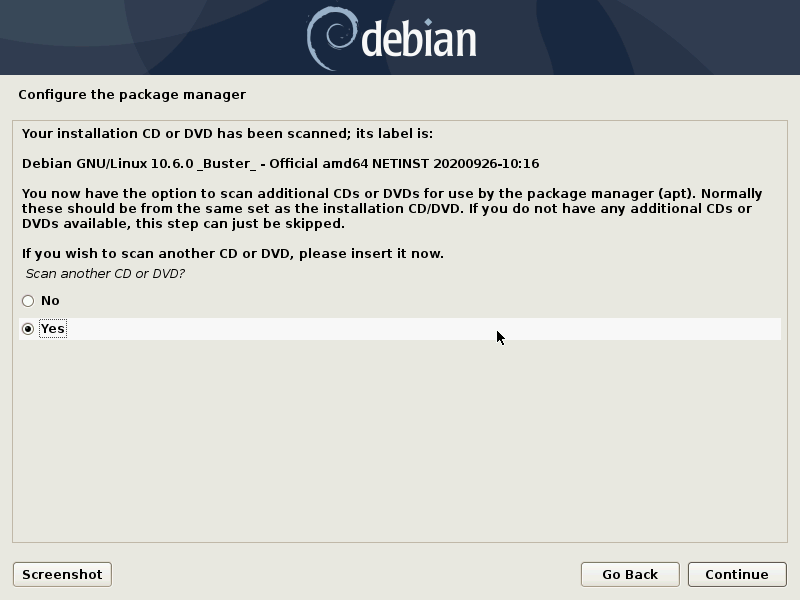 debian
Configure the package manager
Your installation CD or DVD has been scanned; its label is:
Debian GNU/Linux 10.6.0 _Buster_ - Official amd64 NETINST 20200926-10:16
You now have the option to scan additional CDs or DVDs for use by the package manager (apt). Normally
these should be from the same set as the installation CD/DVD. If you do not have any additional CDs or
DVDs available, this step can just be skipped.
If you wish to scan another CD or DVD, please insert it now.
Scan another CD or DVD?
No
Yes
Screenshot
Go Back
Continue